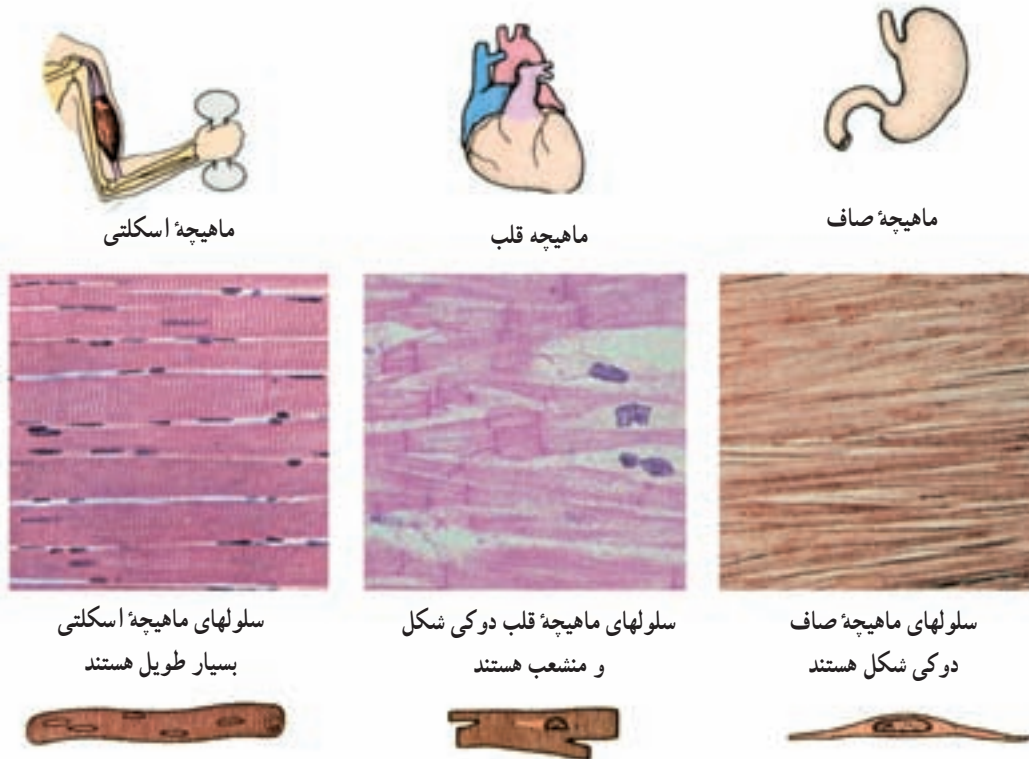 ماهیچهٔ صاف
ماهیچه قلب
ماهیچهٔ اسکلتی
سلولهای ماهیچهٔ صاف
دوکی شکل هستند
سلولهای ماهیچهٔ قلب دوکی شکل
و منشعب هستند
سلولهای ماهیچهٔ اسکلتی
بسیار طویل هستند